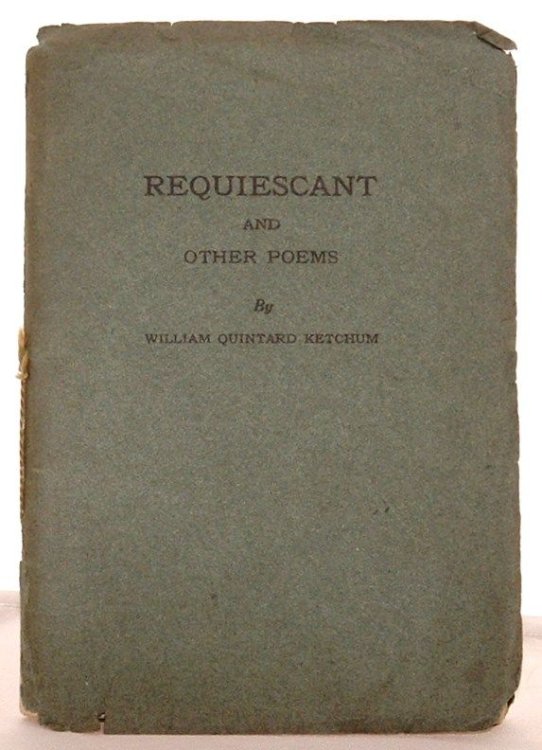 REQUIESCANT
AND
OTHER POEMS
By
WILLIAM QUINTARD KETCHUM